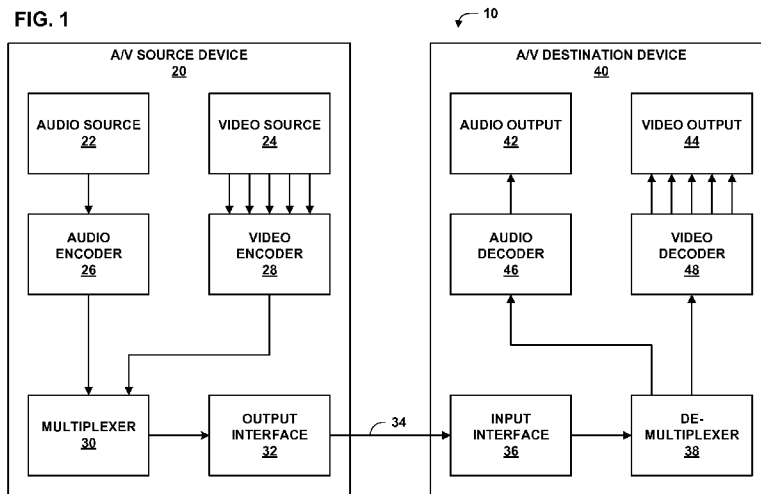 FIG. 1
10
A/V SOURCE DEVICE
20
AUDIO SOURCE
22
VIDEO SOURCE
24
AUDIO
ENCODER
26
VIDEO
ENCODER
28
MULTIPLEXER
30
OUTPUT
INTERFACE
32
34
A/V DESTINATION DEVICE
40
AUDIO OUTPUT
42
VIDEO OUTPUT
44
AUDIO
DECODER
46
VIDEO
DECODER
48
INPUT
INTERFACE
36
DE-
MULTIPLEXER
38